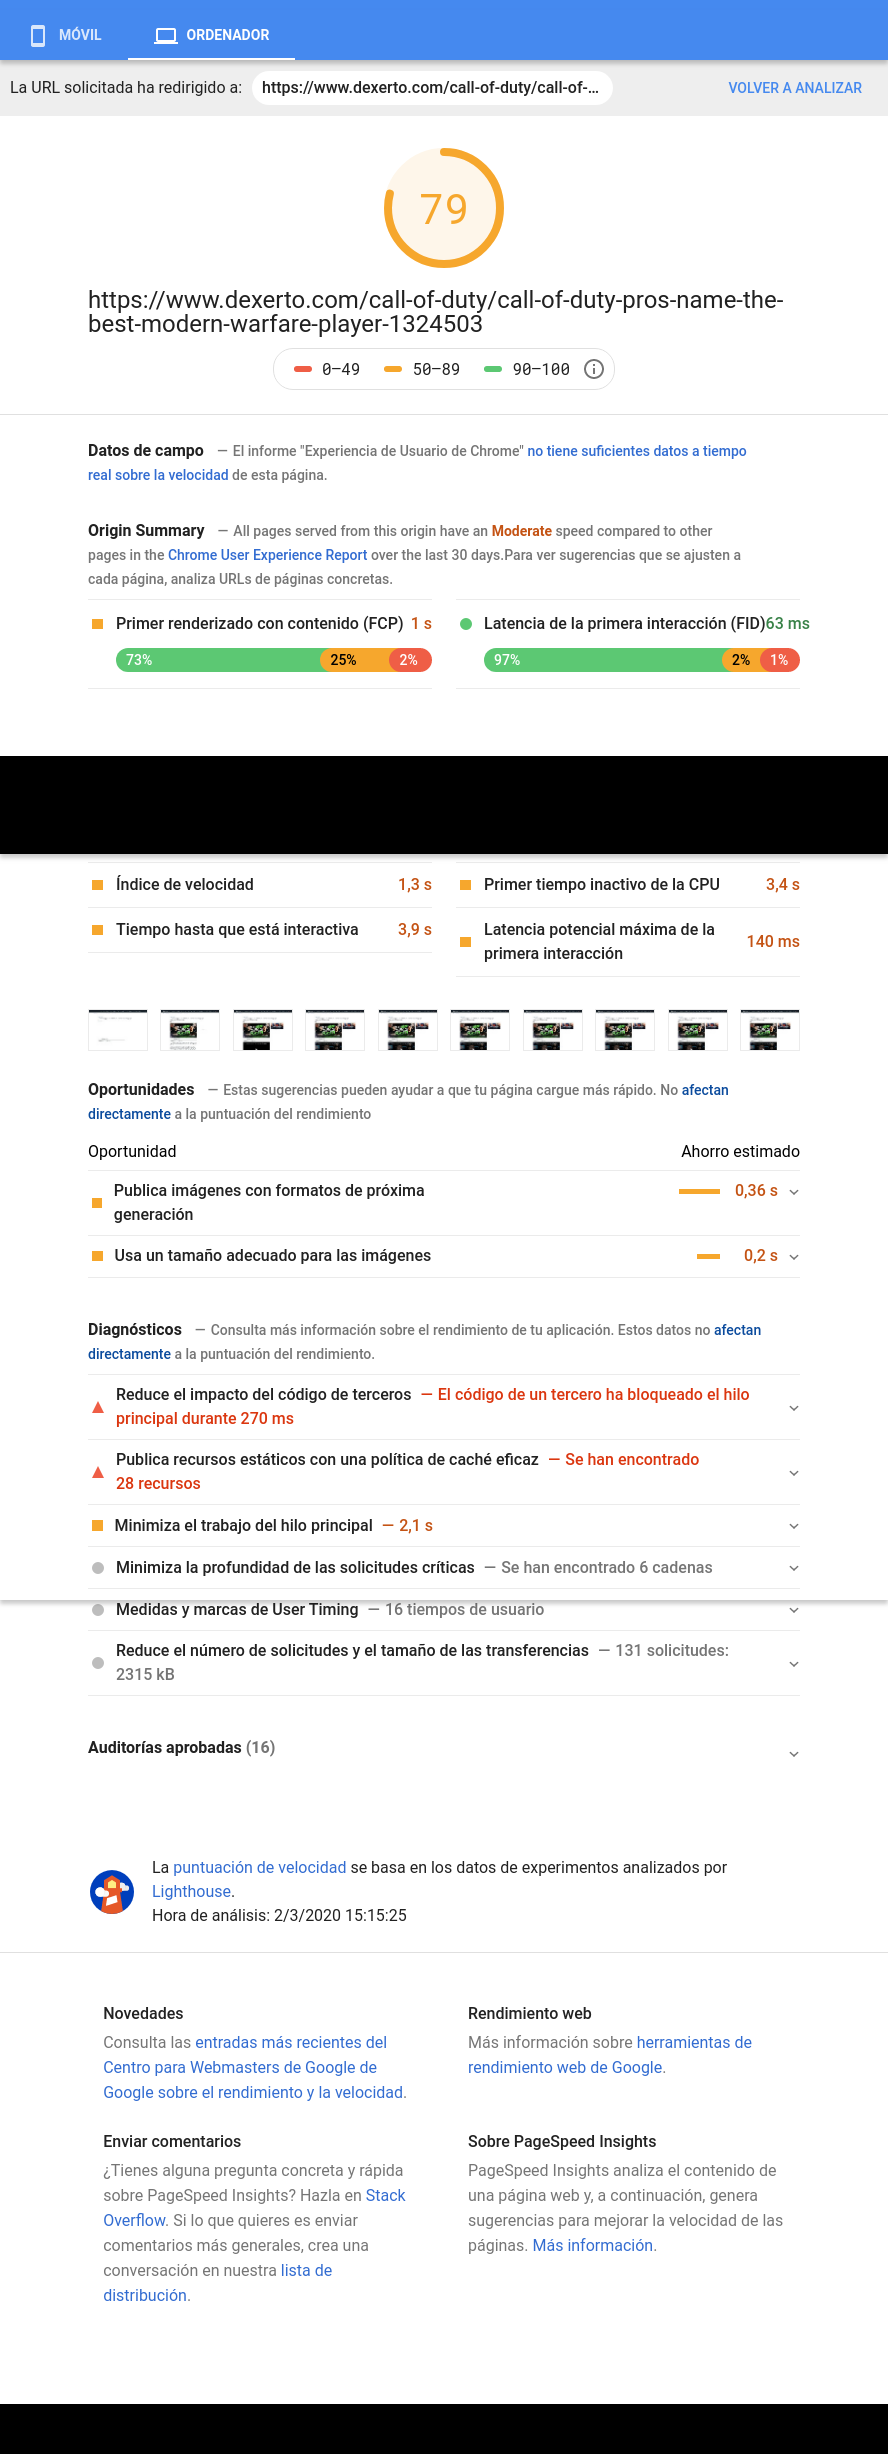 MÓVIL
ORDENADOR
La URL solicitada ha redirigido a:
https://www.dexerto.com/call-of-duty/call-of-...
VOLVER A ANALIZAR
79
https://www.dexerto.com/call-of-duty/call-of-duty-pros-name-the-
best-modern-warfare-player-1324503
0–49
50–89
90–100
Datos de campo — El informe "Experiencia de Usuario de Chrome" no tiene suficientes datos a tiempo
real sobre la velocidad de esta página.
Origin Summary — All pages served from this origin have an Moderate speed compared to other
pages in the Chrome User Experience Report over the last 30 days.Para ver sugerencias que se ajusten a
cada página, analiza URLs de páginas concretas.
Primer renderizado con contenido (FCP) 1 s
73% 25% 2%
Latencia de la primera interacción (FID)63 ms
97% 2% 1%
Índice de velocidad 1,3 s
Primer tiempo inactivo de la CPU 3,4 s
Tiempo hasta que está interactiva 3,9 s
Latencia potencial máxima de la
primera interacción
140 ms
Oportunidades — Estas sugerencias pueden ayudar a que tu página cargue más rápido. No afectan
directamente a la puntuación del rendimiento
Oportunidad Ahorro estimado
Publica imágenes con formatos de próxima
generación
0,36 s
Usa un tamaño adecuado para las imágenes 0,2 s
Diagnósticos — Consulta más información sobre el rendimiento de tu aplicación. Estos datos no afectan
directamente a la puntuación del rendimiento.
Reduce el impacto del código de terceros — El código de un tercero ha bloqueado el hilo
principal durante 270 ms
Publica recursos estáticos con una política de caché eficaz — Se han encontrado
28 recursos
Minimiza el trabajo del hilo principal — 2,1 s
Minimiza la profundidad de las solicitudes críticas — Se han encontrado 6 cadenas
Medidas y marcas de User Timing — 16 tiempos de usuario
Reduce el número de solicitudes y el tamaño de las transferencias — 131 solicitudes:
2315 kB
Auditorías aprobadas (16)
La puntuación de velocidad se basa en los datos de experimentos analizados por
Lighthouse.
Hora de análisis: 2/3/2020 15:15:25
Novedades
Consulta las entradas más recientes del
Centro para Webmasters de Google de
Google sobre el rendimiento y la velocidad.
Rendimiento web
Más información sobre herramientas de
rendimiento web de Google.
Enviar comentarios
¿Tienes alguna pregunta concreta y rápida
sobre PageSpeed Insights? Hazla en Stack
Overflow. Si lo que quieres es enviar
comentarios más generales, crea una
conversación en nuestra lista de
distribución.
Sobre PageSpeed Insights
PageSpeed Insights analiza el contenido de
una página web y, a continuación, genera
sugerencias para mejorar la velocidad de las
páginas. Más información.